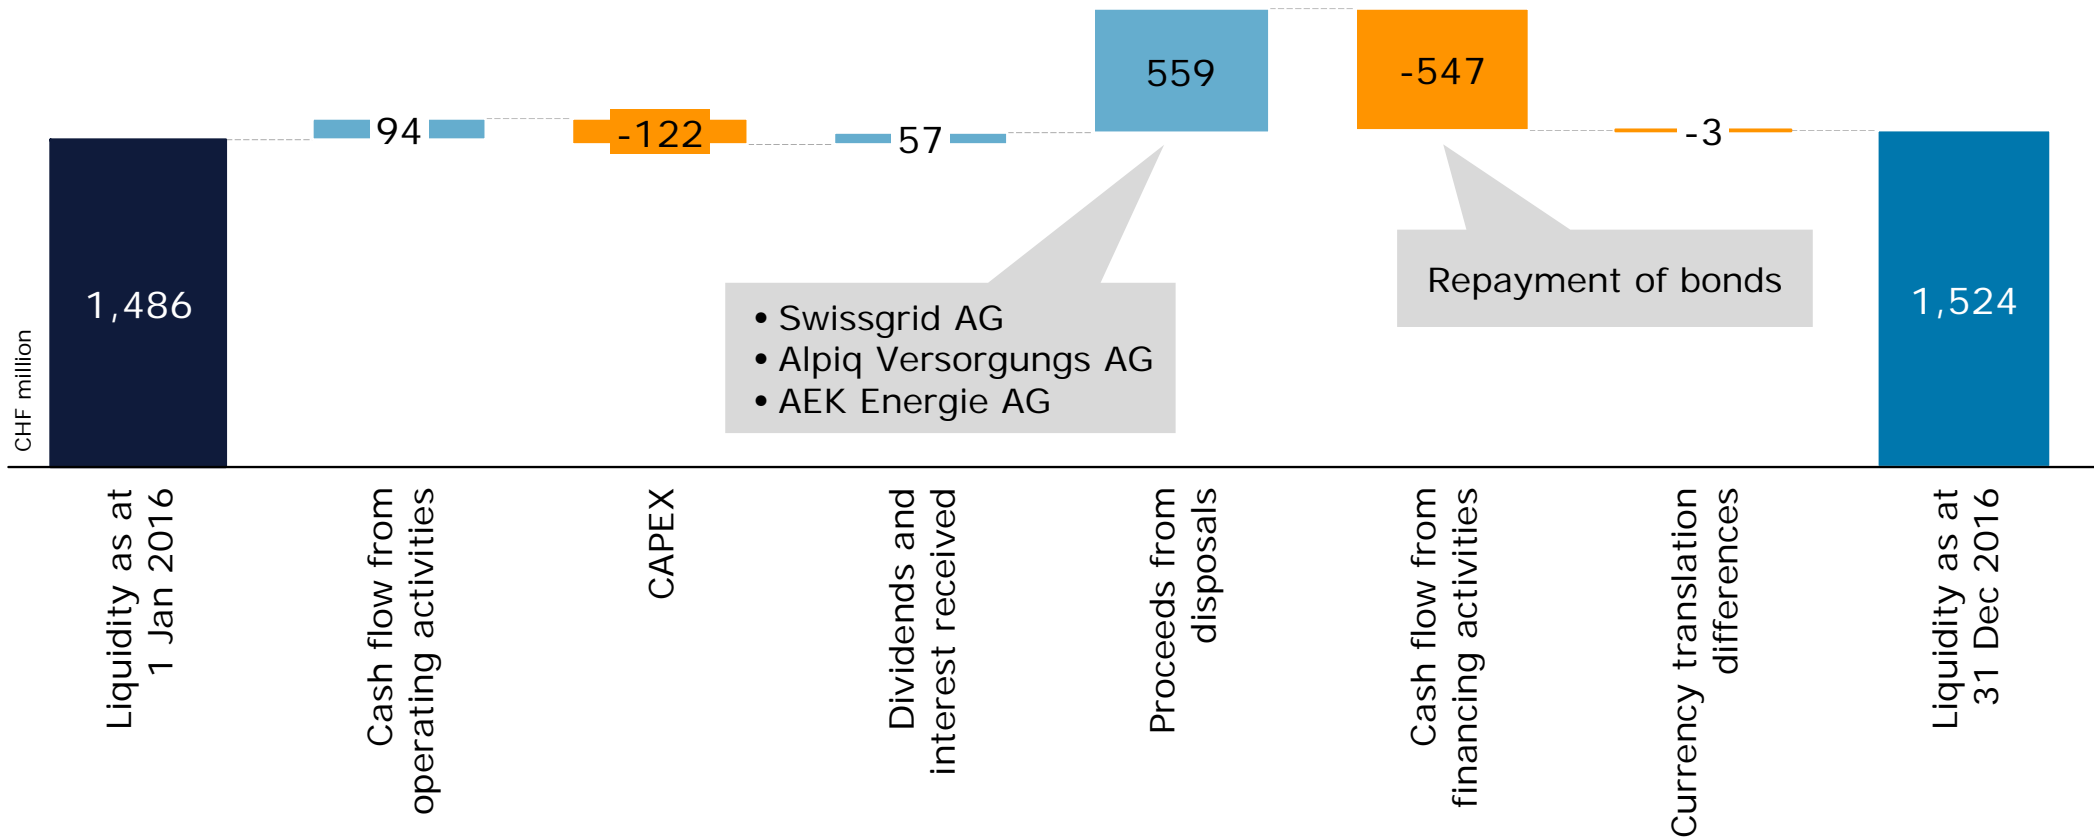 559
-547
94
-122
57
-3
1,486
1,524
CHF million
• Swissgrid AG
• Alpiq Versorgungs AG
• AEK Energie AG
Repayment of bonds
Liquidity as at
1 Jan 2016
Cash flow from
operating activities
CAPEX
Dividends and
interest received
Proceeds from
disposals
Cash flow from
financing activities
Currency translation
differences
Liquidity as at
31 Dec 2016